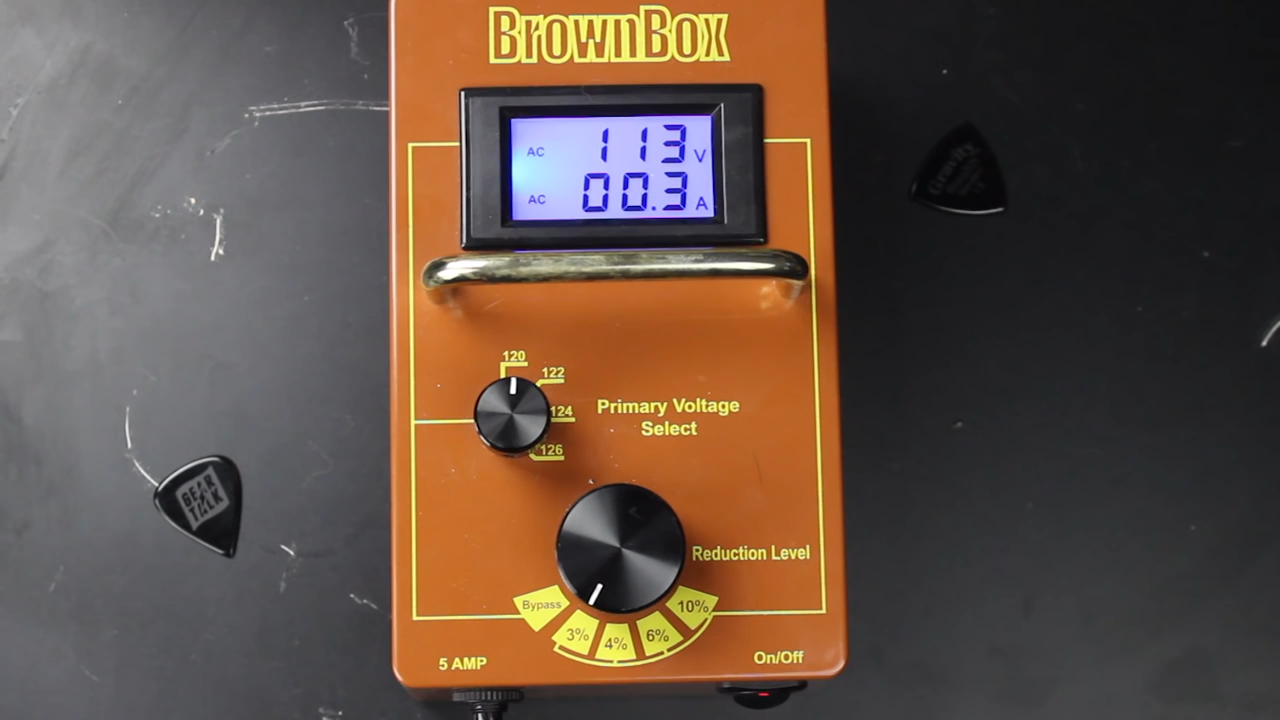 BrownBox
AC 113 V
AC 00.3 A
120
122
124
126
Primary Voltage
Select
Reduction Level
Bypass
3%
4%
6%
10%
5 AMP
On/Off
Gravity
GEAR
TALK